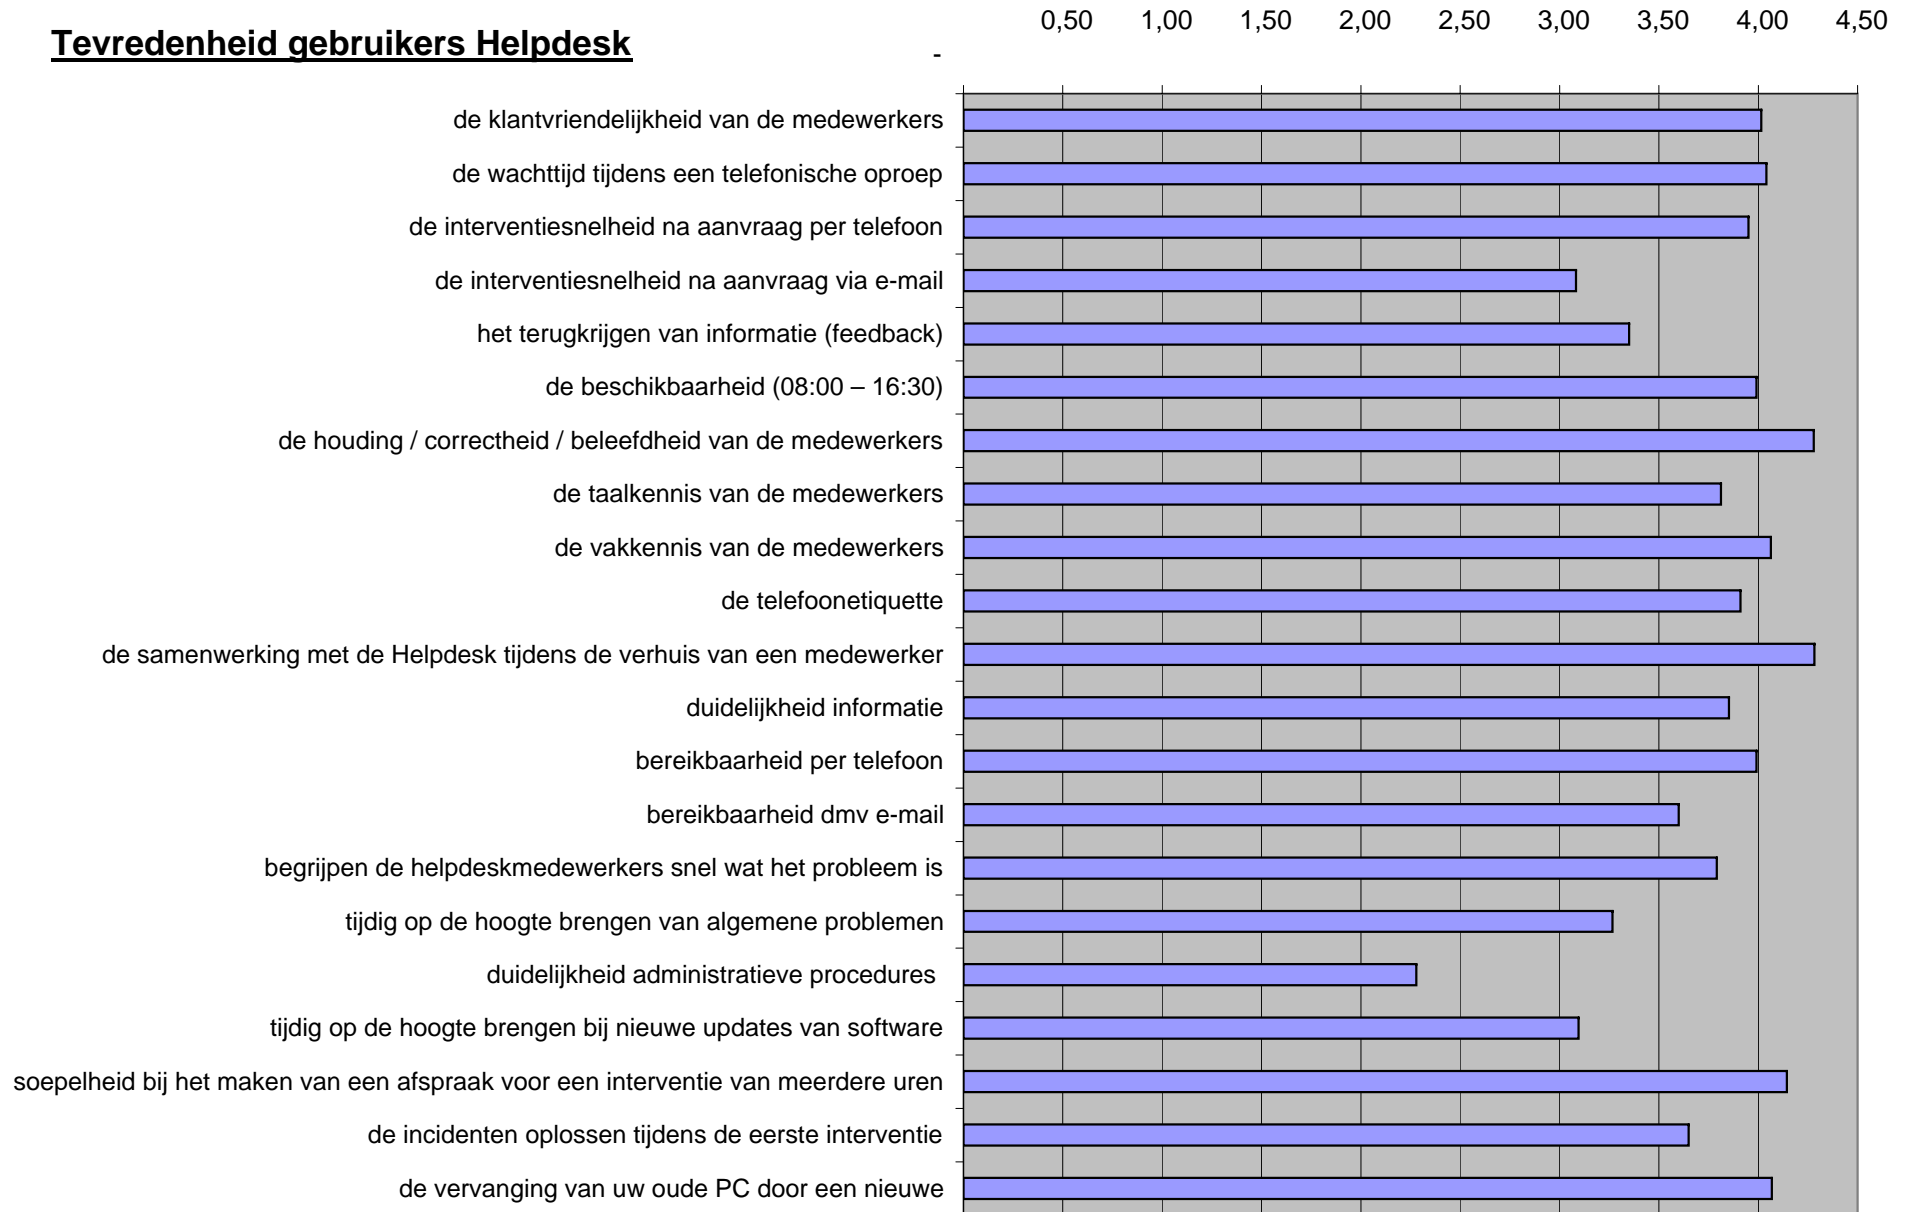 0,50 1,00 1,50 2,00 2,50 3,00 3,50 4,00 4,50
Tevredenheid gebruikers Helpdesk
-
de klantvriendelijkheid van de medewerkers
de wachttijd tijdens een telefonische oproep
de interventiesnelheid na aanvraag per telefoon
de interventiesnelheid na aanvraag via e-mail
het terugkrijgen van informatie (feedback)
de beschikbaarheid (08:00 – 16:30)
de houding / correctheid / beleefdheid van de medewerkers
de taalkennis van de medewerkers
de vakkennis van de medewerkers
de telefoonetiquette
de samenwerking met de Helpdesk tijdens de verhuis van een medewerker
duidelijkheid informatie
bereikbaarheid per telefoon
bereikbaarheid dmv e-mail
begrijpen de helpdeskmedewerkers snel wat het probleem is
tijdig op de hoogte brengen van algemene problemen
duidelijkheid administratieve procedures
tijdig op de hoogte brengen bij nieuwe updates van software
soepelheid bij het maken van een afspraak voor een interventie van meerdere uren
de incidenten oplossen tijdens de eerste interventie
de vervanging van uw oude PC door een nieuwe